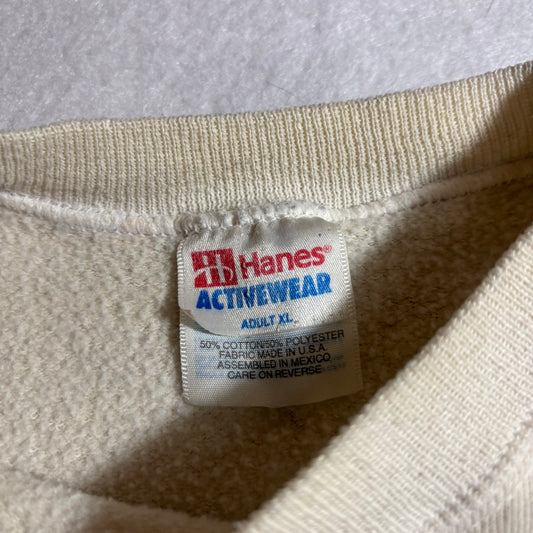 Hanes®
ACTIVEWEAR
ADULT XL
50% COTTON/50% POLYESTER
FABRIC MADE IN U.S.A.
ASSEMBLED IN MEXICO
CARE ON REVERSE